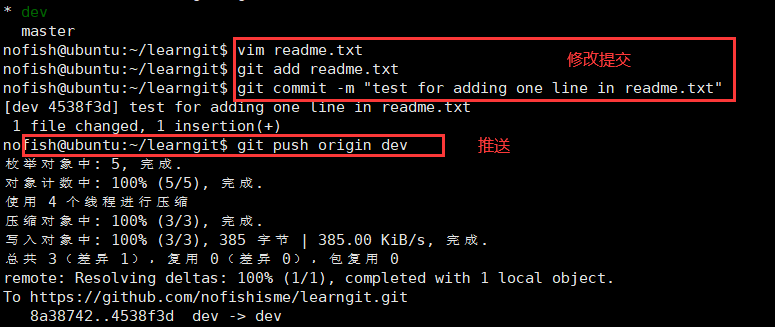 * dev
master
nofish@ubuntu:~/learngit$ vim readme.txt
nofish@ubuntu:~/learngit$ git add readme.txt
修改提交
nofish@ubuntu:~/learngit$ git commit -m "test for adding one line in readme.txt"
[dev 4538f3d] test for adding one line in readme.txt
1 file changed, 1 insertion(+)
nofish@ubuntu:~/learngit$ git push origin dev
推送
枚举对象中: 5, 完成.
对象计数中: 100% (5/5), 完成.
使用 4 个线程进行压缩
压缩对象中: 100% (3/3), 完成.
写入对象中: 100% (3/3), 385 字节 | 385.00 KiB/s, 完成.
总共 3（差异 1），复用 0（差异 0），包复用 0
remote: Resolving deltas: 100% (1/1), completed with 1 local object.
To https://github.com/nofishisme/learngit.git
8a38742..4538f3d  dev -> dev